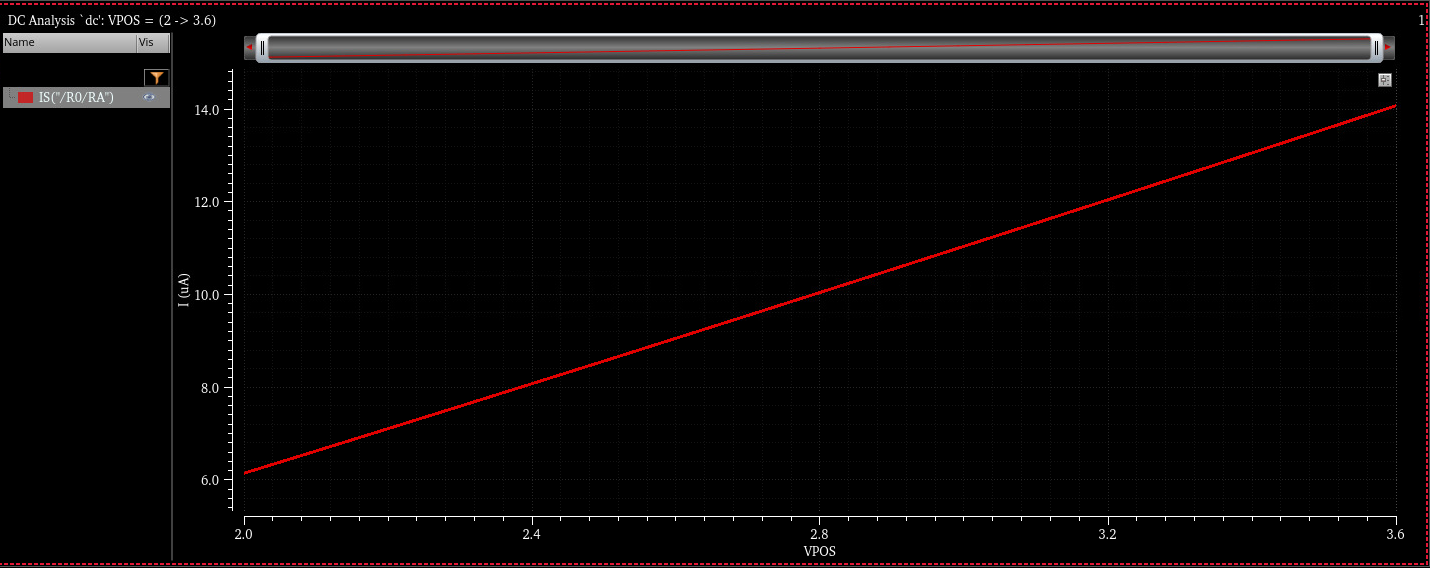 DC Analysis `dc': VPOS = (2 -> 3.6)
1
Name Vis
IS("/R0/RA")
14.0
12.0
10.0
8.0
6.0
I (uA)
2.0 2.4 2.8 3.2 3.6
VPOS